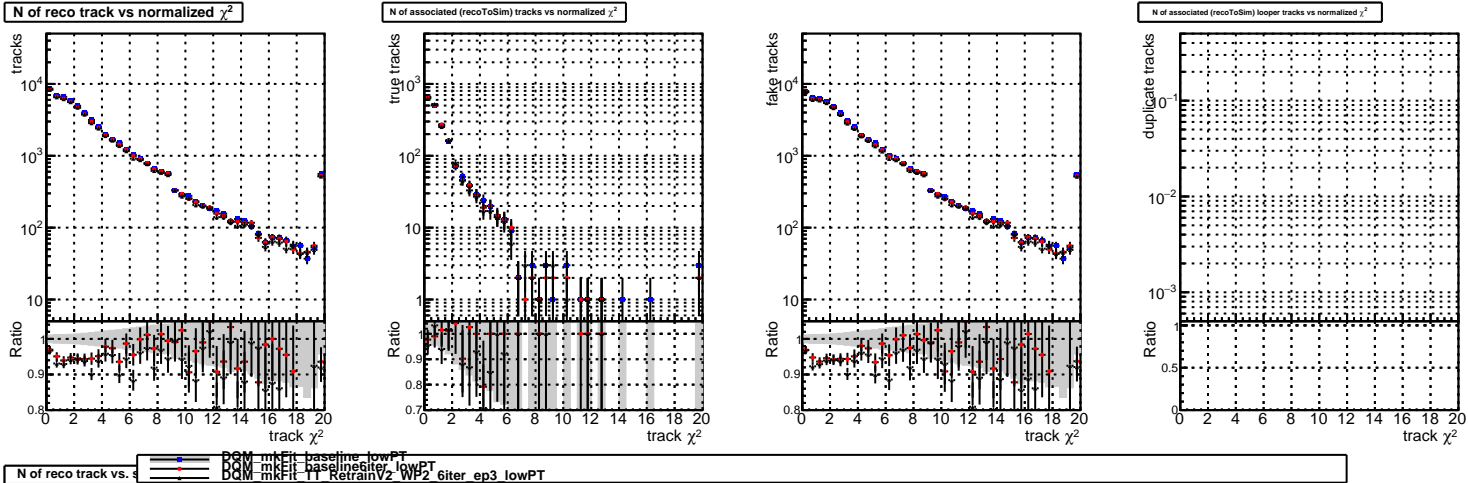 N of reco track vs normalized χ²
N of associated (recoToSim) tracks vs normalized χ²
N of associated (recoToSim) looper tracks vs normalized χ²
tracks
10⁴
10³
10²
10
Ratio
1
0.9
0.8
0 2 4 6 8 10 12 14 16 18 20
track χ²
true tracks
10³
10²
10
1
Ratio
1
0.9
0.8
0.7
0 2 4 6 8 10 12 14 16 18 20
track χ²
fake tracks
10⁴
10³
10²
10
Ratio
1
0.9
0.8
0 2 4 6 8 10 12 14 16 18 20
track χ²
duplicate tracks
10⁻¹
10⁻²
10⁻³
Ratio
1
0.5
0
0 2 4 6 8 10 12 14 16 18 20
track χ²
N of reco track vs. s
DQM_mkFit_baseline_lowPT
DQM_mkFit_baseline6iter_lowPT
DQM_mkFit_TT_RetrainV2_WP2_6iter_ep3_lowPT